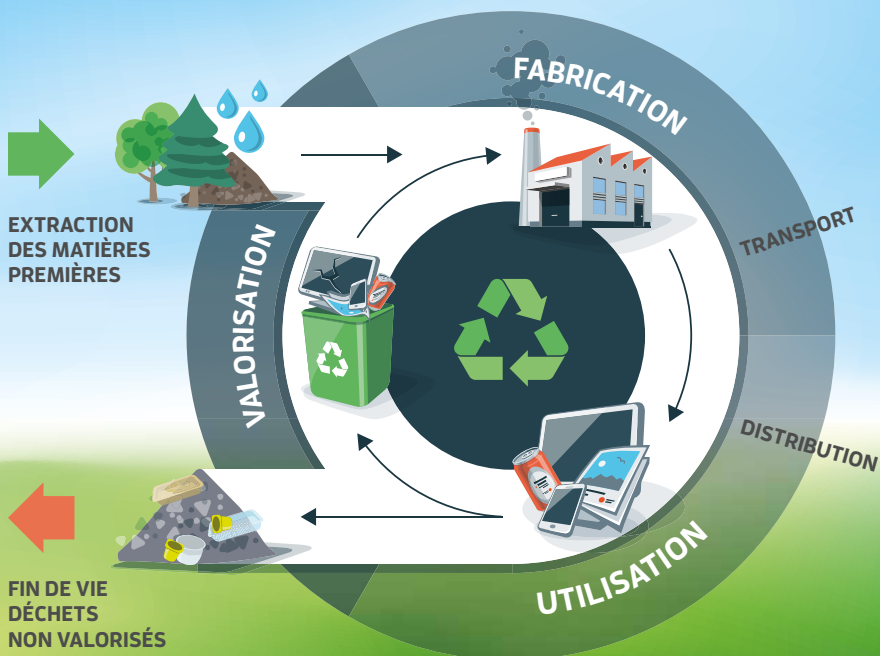 FABRICATION
TRANSPORT
EXTRACTION
DES MATIÈRES
PREMIÈRES
VALORISATION
DISTRIBUTION
UTILISATION
FIN DE VIE
DÉCHETS
NON VALORISÉS